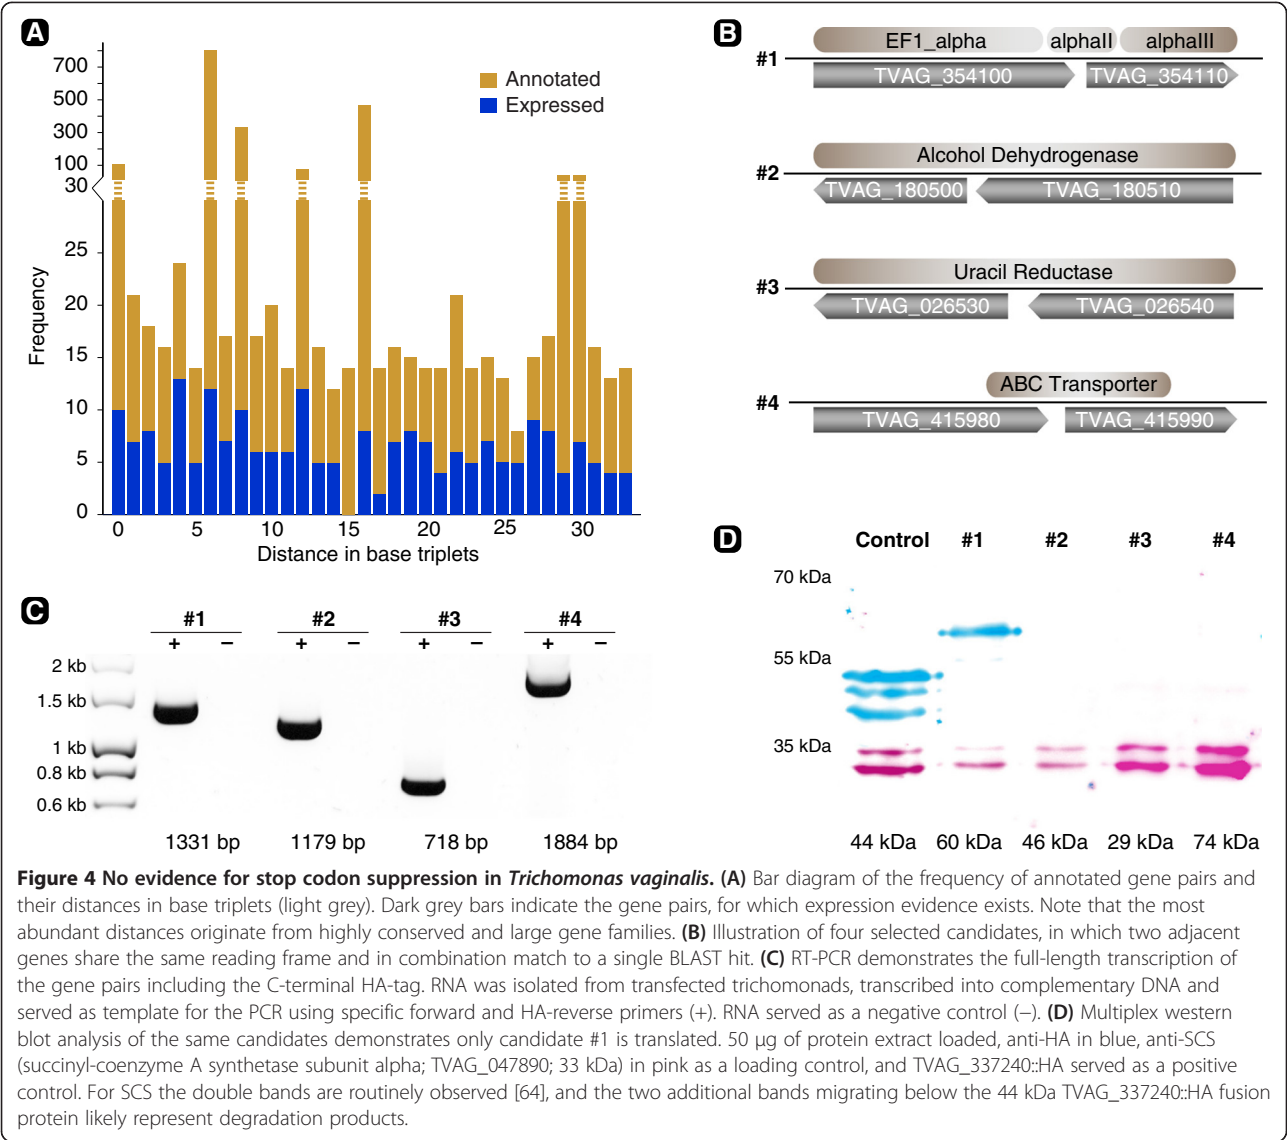 A
700
500
300
100
30
25
20
15
10
5
0
Frequency
Annotated
Expressed
0 5 10 15 20 25 30
Distance in base triplets
B
EF1_alpha alphaII alphaIII
#1
TVAG_354100 TVAG_354110
Alcohol Dehydrogenase
#2
TVAG_180500 TVAG_180510
Uracil Reductase
#3
TVAG_026530 TVAG_026540
ABC Transporter
#4
TVAG_415980 TVAG_415990
C
#1 #2 #3 #4
+ – + – + – + –
2 kb
1.5 kb
1 kb
0.8 kb
0.6 kb
1331 bp 1179 bp 718 bp 1884 bp
D
Control #1 #2 #3 #4
70 kDa
55 kDa
35 kDa
44 kDa 60 kDa 46 kDa 29 kDa 74 kDa
Figure 4 No evidence for stop codon suppression in Trichomonas vaginalis. (A) Bar diagram of the frequency of annotated gene pairs and
their distances in base triplets (light grey). Dark grey bars indicate the gene pairs, for which expression evidence exists. Note that the most
abundant distances originate from highly conserved and large gene families. (B) Illustration of four selected candidates, in which two adjacent
genes share the same reading frame and in combination match to a single BLAST hit. (C) RT-PCR demonstrates the full-length transcription of
the gene pairs including the C-terminal HA-tag. RNA was isolated from transfected trichomonads, transcribed into complementary DNA and
served as template for the PCR using specific forward and HA-reverse primers (+). RNA served as a negative control (−). (D) Multiplex western
blot analysis of the same candidates demonstrates only candidate #1 is translated. 50 μg of protein extract loaded, anti-HA in blue, anti-SCS
(succinyl-coenzyme A synthetase subunit alpha; TVAG_047890; 33 kDa) in pink as a loading control, and TVAG_337240::HA served as a positive
control. For SCS the double bands are routinely observed [64], and the two additional bands migrating below the 44 kDa TVAG_337240::HA fusion
protein likely represent degradation products.